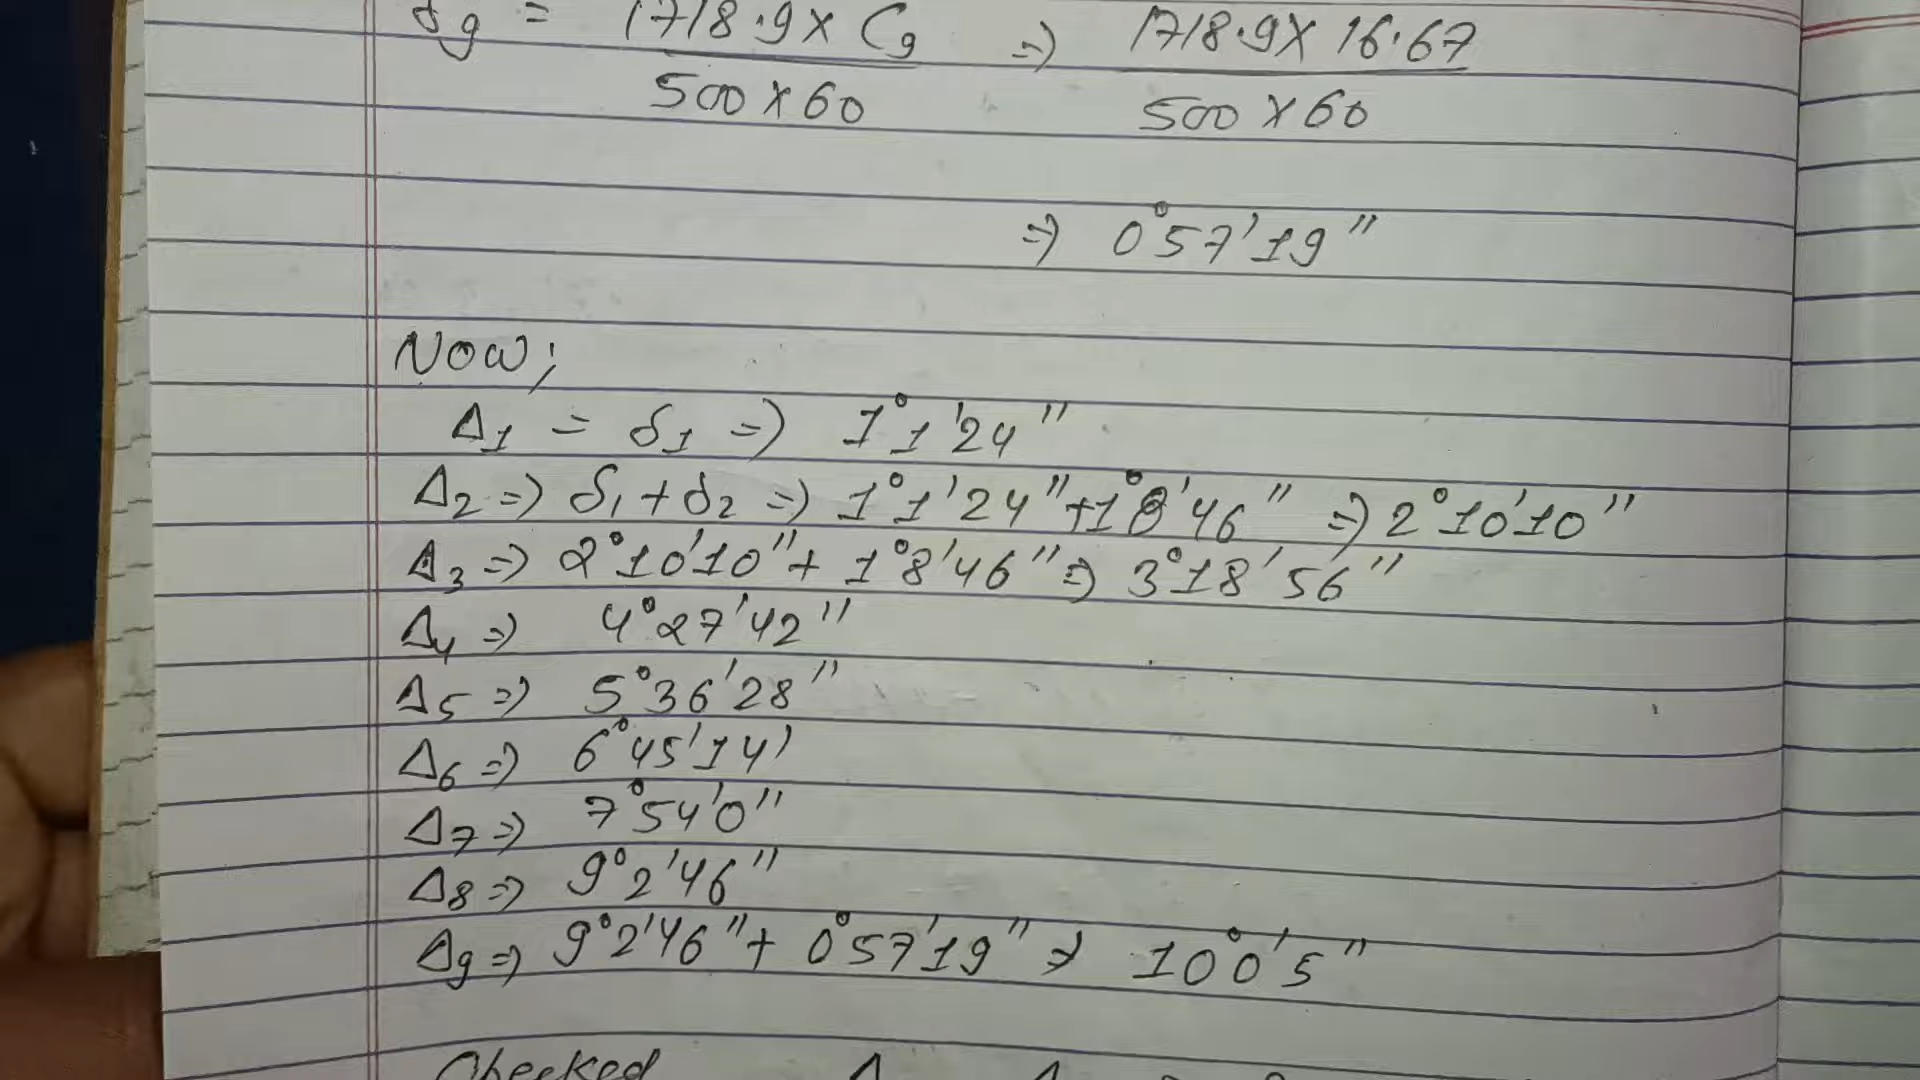 δ9 = 1718.9 × C9 => 1718.9 × 16.67
500 × 60 500 × 60
=> 0°57'19"
Now;
Δ1 = δ1 => 1°1'24"
Δ2 => δ1 + δ2 => 1°1'24" + 1°8'46" => 2°10'10"
Δ3 => 2°10'10" + 1°8'46" => 3°18'56"
Δ4 => 4°27'42"
Δ5 => 5°36'28"
Δ6 => 6°45'14'
Δ7 => 7°54'0"
Δ8 => 9°2'46"
Δ9 => 9°2'46" + 0°57'19" => 10°0'5"
Checked